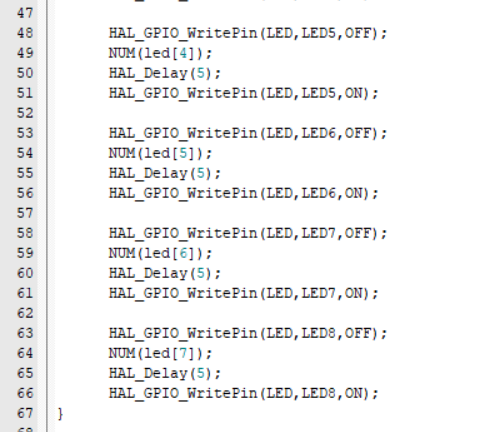 47
48 HAL_GPIO_WritePin(LED,LED5,OFF);
49 NUM(led[4]);
50 HAL_Delay(5);
51 HAL_GPIO_WritePin(LED,LED5,ON);
52
53 HAL_GPIO_WritePin(LED,LED6,OFF);
54 NUM(led[5]);
55 HAL_Delay(5);
56 HAL_GPIO_WritePin(LED,LED6,ON);
57
58 HAL_GPIO_WritePin(LED,LED7,OFF);
59 NUM(led[6]);
60 HAL_Delay(5);
61 HAL_GPIO_WritePin(LED,LED7,ON);
62
63 HAL_GPIO_WritePin(LED,LED8,OFF);
64 NUM(led[7]);
65 HAL_Delay(5);
66 HAL_GPIO_WritePin(LED,LED8,ON);
67 }